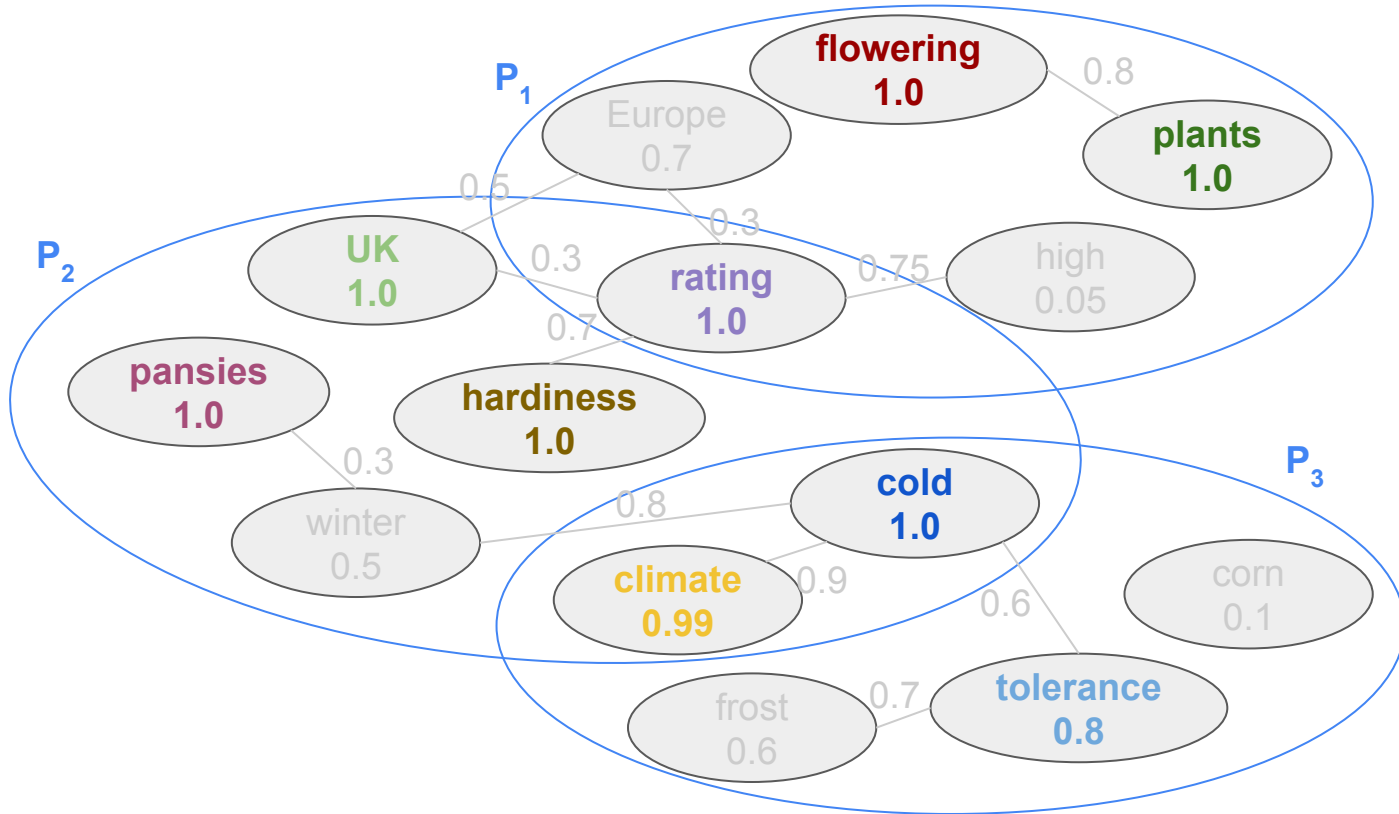 flowering
1.0
0.8
P1
Europe
0.7
plants
1.0
0.5
0.3
P2
UK
1.0
0.3
rating
1.0
0.75
high
0.05
0.7
pansies
1.0
hardiness
1.0
0.3
P3
cold
1.0
winter
0.5
0.8
climate
0.99
0.9
0.6
corn
0.1
frost
0.6
0.7
tolerance
0.8